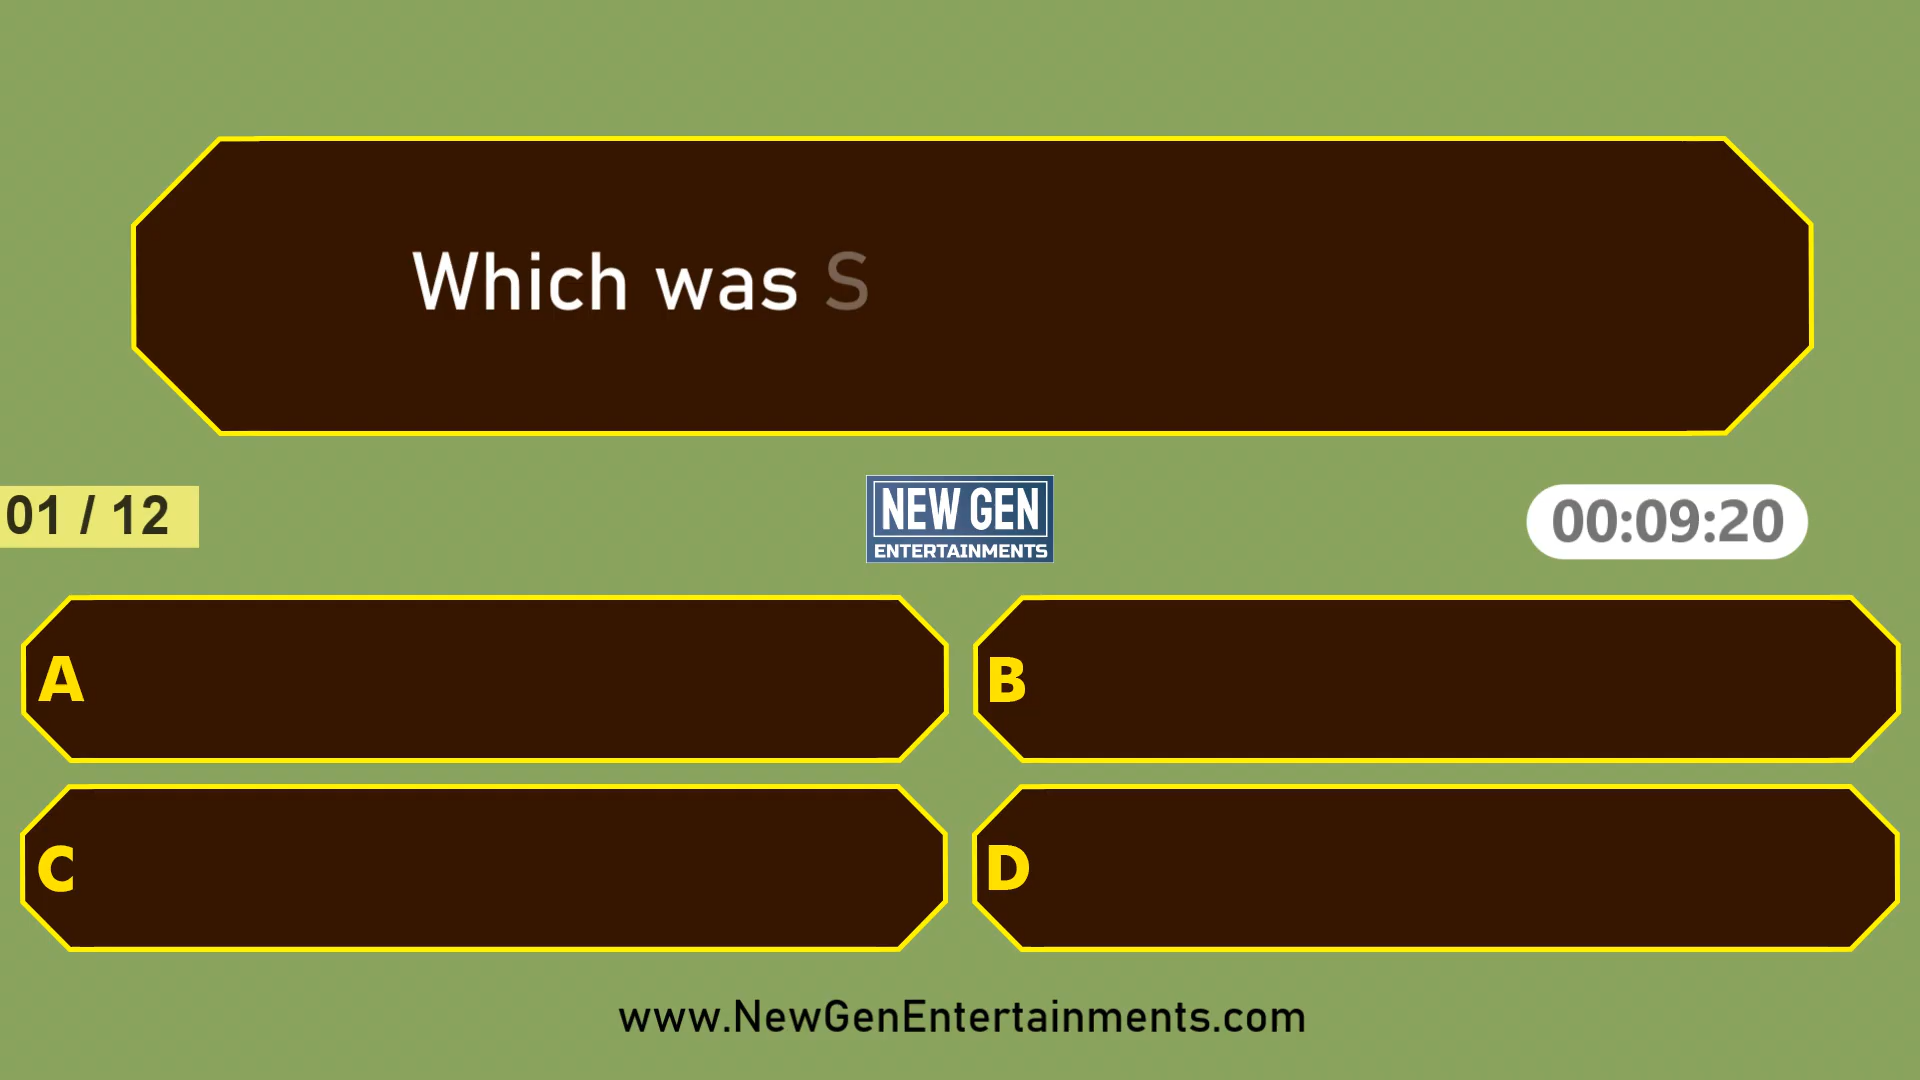 Which was S
01 / 12
NEW GEN
ENTERTAINMENTS
00:09:20
A
B
C
D
www.NewGenEntertainments.com